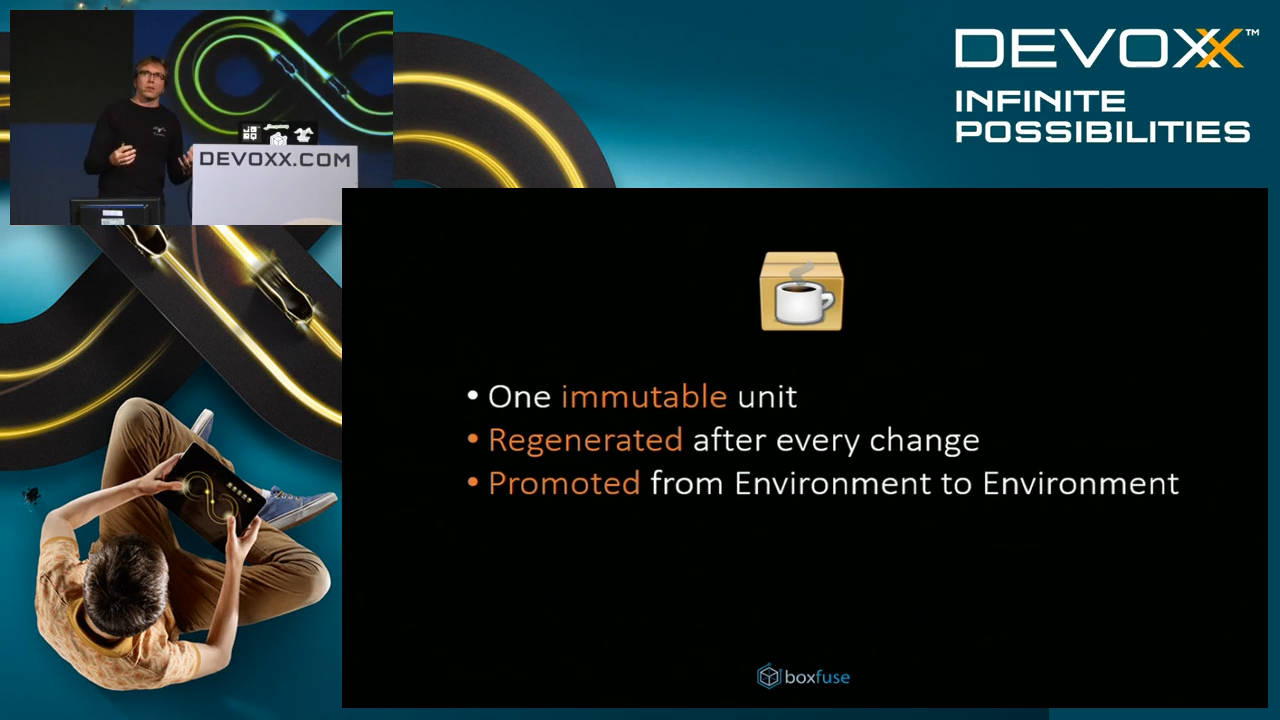 DEVOXX™
INFINITE
POSSIBILITIES
DEVOXX.COM
• One immutable unit
• Regenerated after every change
• Promoted from Environment to Environment
boxfuse